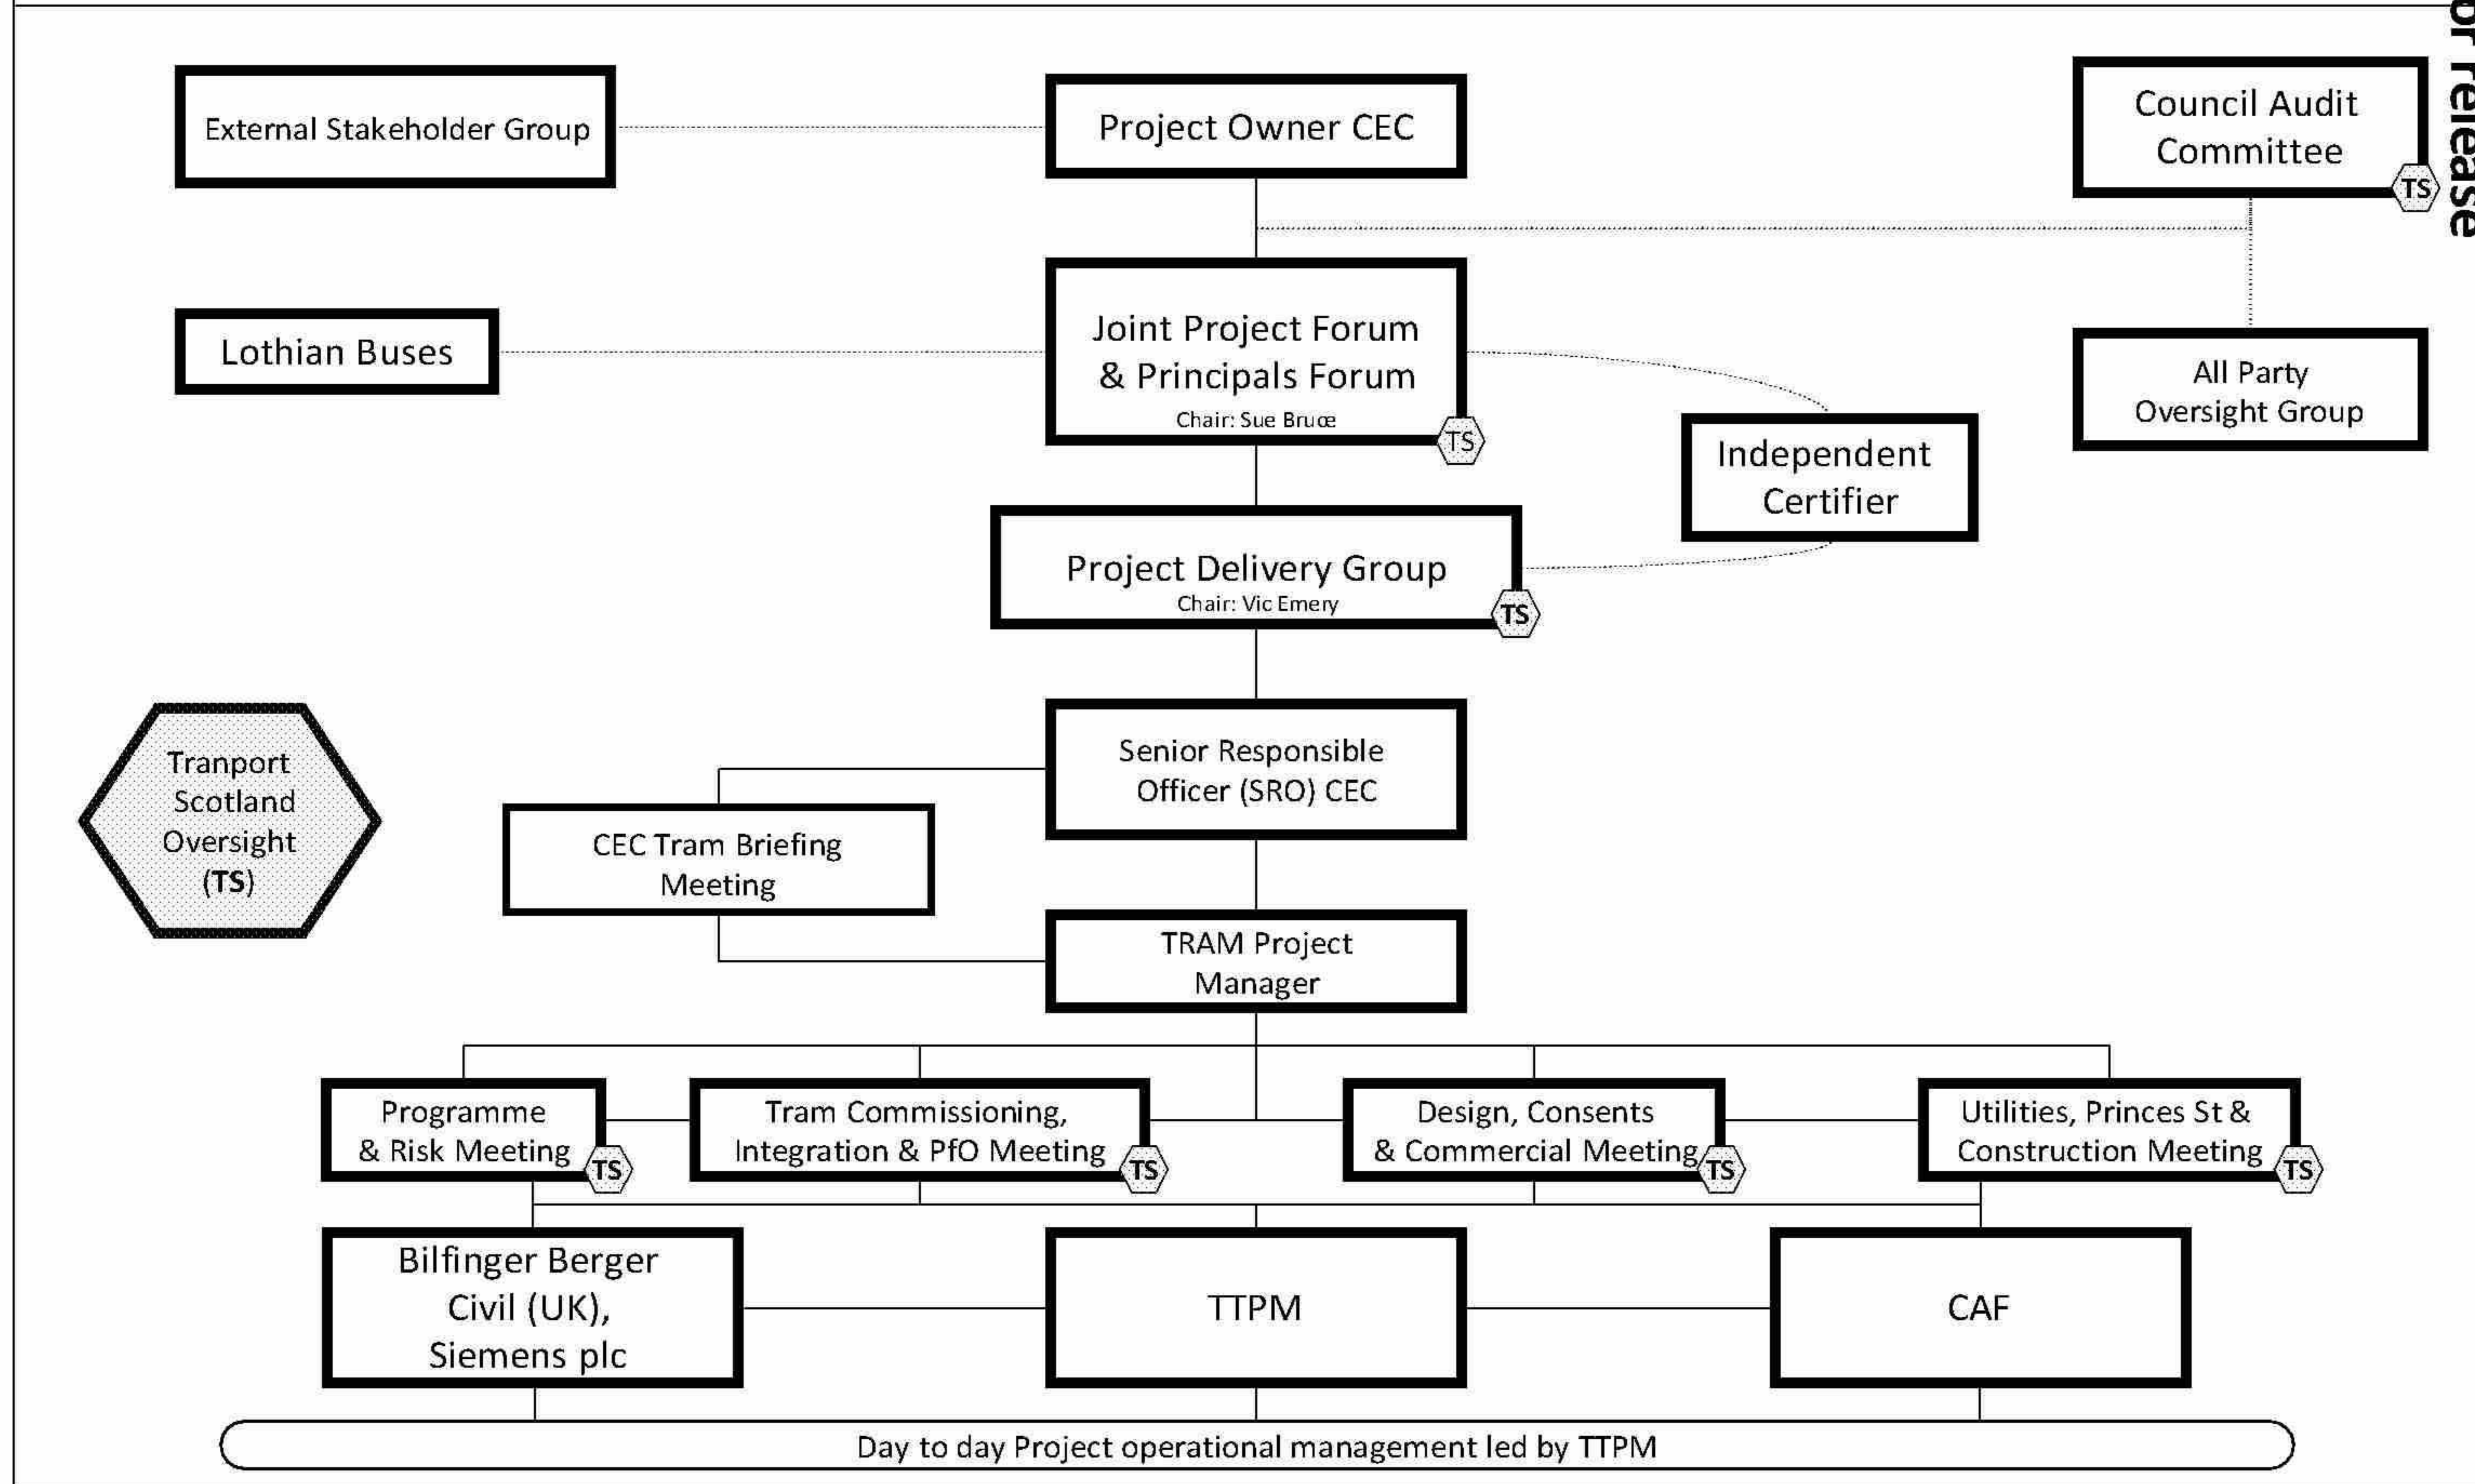 or release
External Stakeholder Group
Project Owner CEC
Council Audit
Committee
TS
Lothian Buses
Joint Project Forum
& Principals Forum
Chair: Sue Bruce
TS
All Party
Oversight Group
Independent
Certifier
Project Delivery Group
Chair: Vic Emery
TS
Senior Responsible
Officer (SRO) CEC
Tranport
Scotland
Oversight
(TS)
CEC Tram Briefing
Meeting
TRAM Project
Manager
Programme
& Risk Meeting
TS
Tram Commissioning,
Integration & PfO Meeting
TS
Design, Consents
& Commercial Meeting
TS
Utilities, Princes St &
Construction Meeting
TS
Bilfinger Berger
Civil (UK),
Siemens plc
TTPM
CAF
Day to day Project operational management led by TTPM